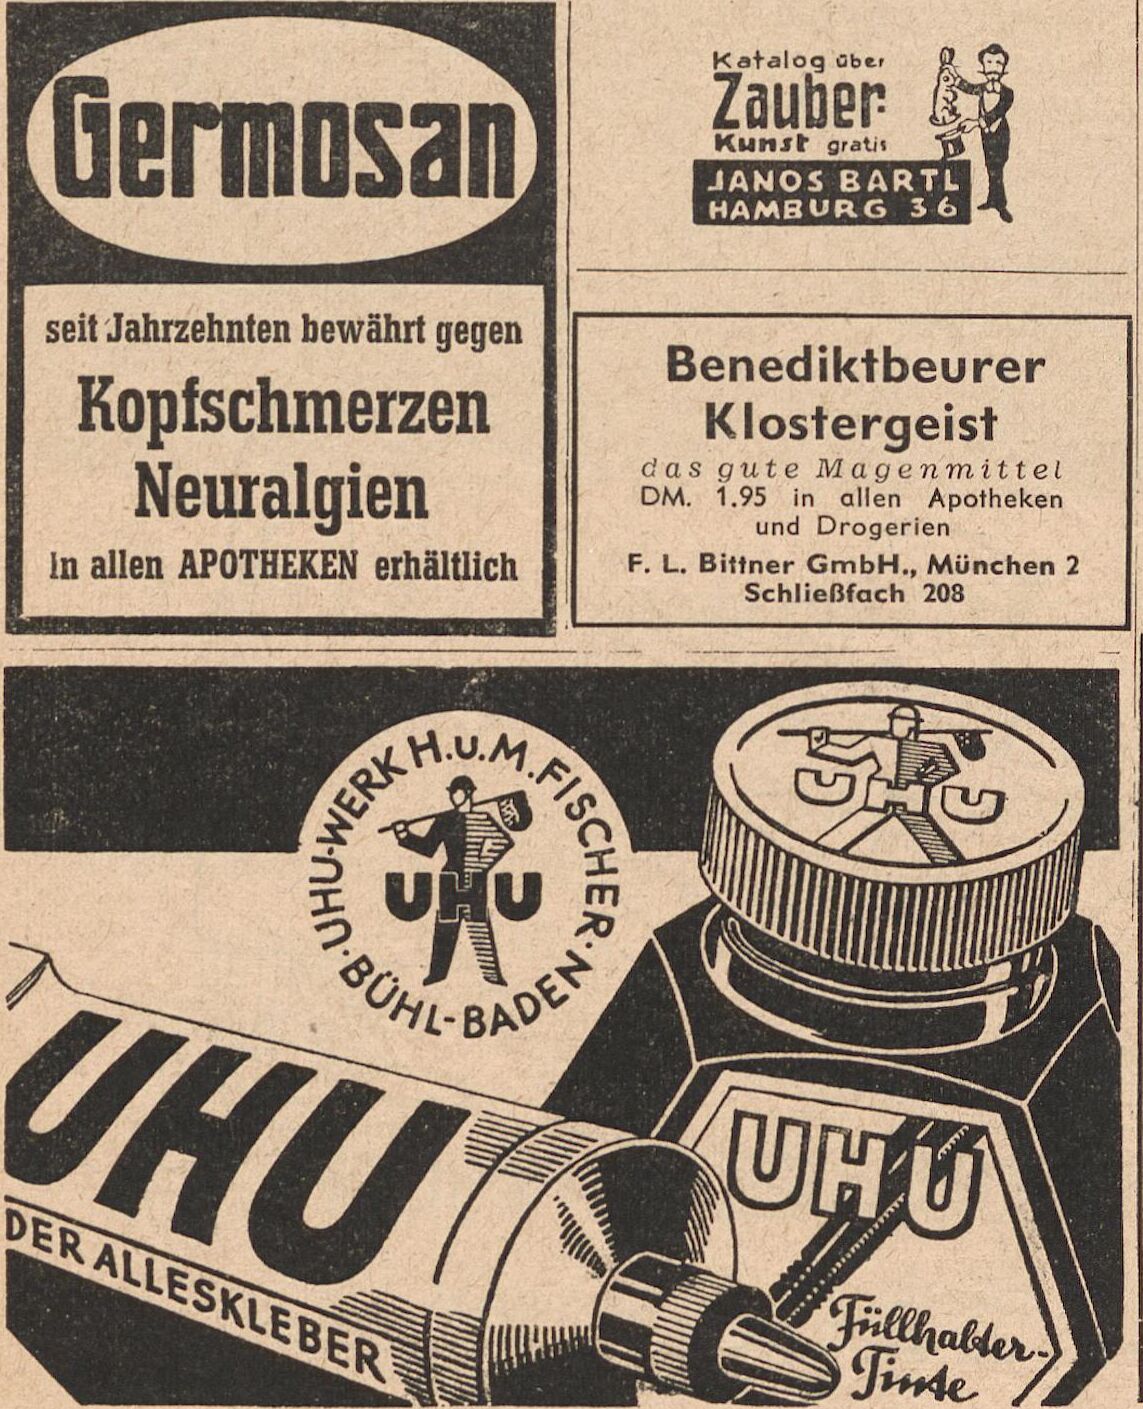 Germosan
seit Jahrzehnten bewährt gegen
Kopfschmerzen
Neuralgien
in allen APOTHEKEN erhältlich
Katalog über
Zauber-
Kunst gratis
JANOS BARTL
HAMBURG 36
Benediktbeurer
Klostergeist
das gute Magenmittel
DM. 1.95 in allen Apotheken
und Drogerien
F. L. Bittner GmbH., München 2
Schließfach 208
UHU-WERK H.u.M. FISCHER · BÜHL-BADEN ·
UHU
UHU
UHU
DER ALLESKLEBER
UHU
Füllhalter-
Tinte